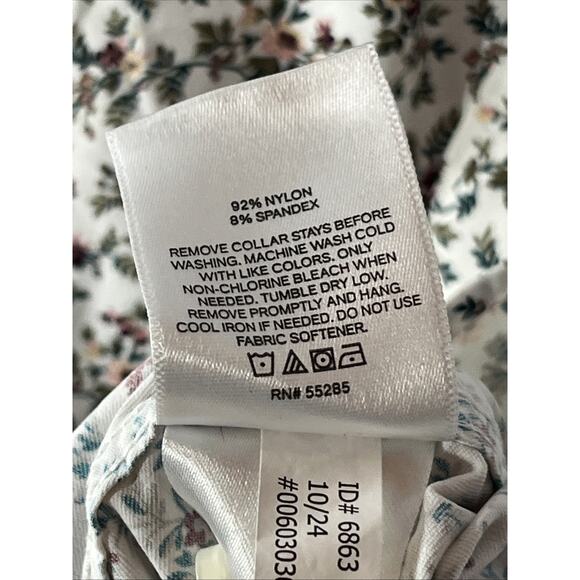 92% NYLON
8% SPANDEX
REMOVE COLLAR STAYS BEFORE
WASHING. MACHINE WASH COLD
WITH LIKE COLORS. ONLY
NON-CHLORINE BLEACH WHEN
NEEDED. TUMBLE DRY LOW.
REMOVE PROMPTLY AND HANG.
COOL IRON IF NEEDED. DO NOT USE
FABRIC SOFTENER.
RN# 55285
ID# 6863
10/24
#0060303